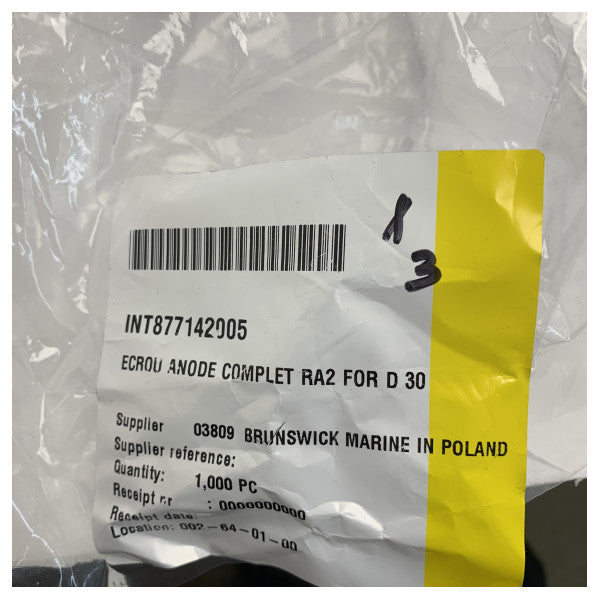 x
3
INT877142005
ECROU ANODE COMPLET RA2 FOR D 30
Supplier 03809 BRUNSWICK MARINE IN POLAND
Supplier reference:
Quantity: 1,000 PC
Receipt nr : 0000000000
Receipt date:
Location: 002-64-01-00